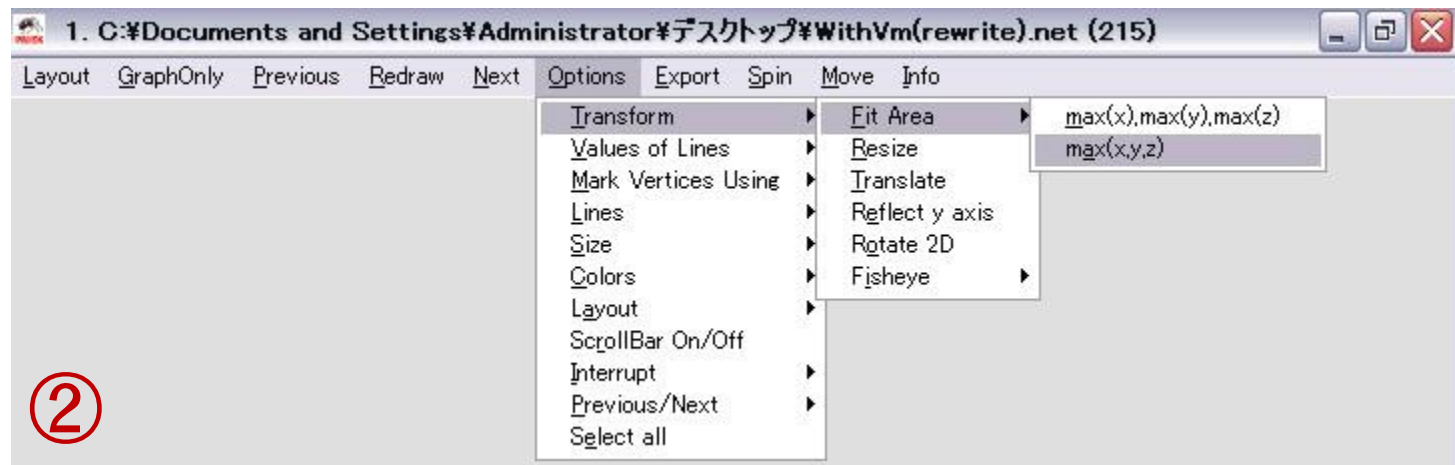 1. C:¥Documents and Settings¥Administrator¥デスクトップ¥WithVm(rewrite).net (215)
Layout GraphOnly Previous Redraw Next Options Export Spin Move Info
Transform
Values of Lines
Mark Vertices Using
Lines
Size
Colors
Layout
ScrollBar On/Off
Interrupt
Previous/Next
Select all
Fit Area
Resize
Translate
Reflect y axis
Rotate 2D
Fisheye
max(x),max(y),max(z)
max(x,y,z)
②